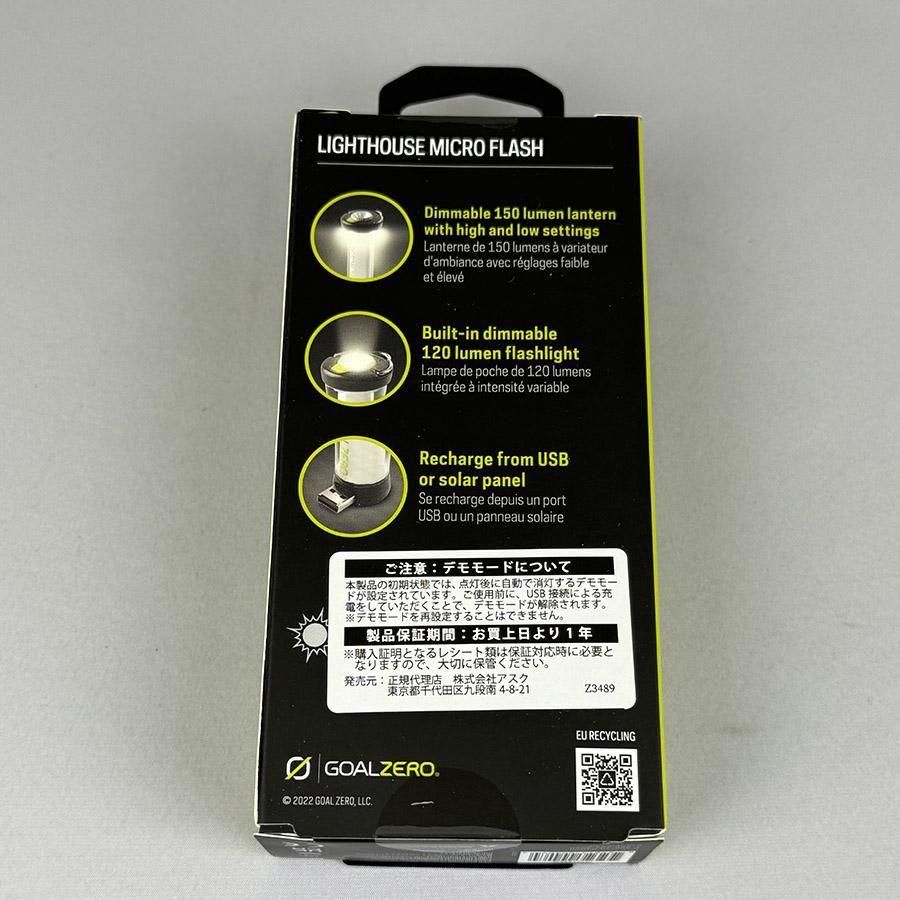 LIGHTHOUSE MICRO FLASH
Dimmable 150 lumen lantern
with high and low settings
Lanterne de 150 lumens à variateur
d'ambiance avec réglages faible
et élevé
Built-in dimmable
120 lumen flashlight
Lampe de poche de 120 lumens
intégrée à intensité variable
Recharge from USB
or solar panel
Se recharge depuis un port
USB ou un panneau solaire
ご注意：デモモードについて
本製品の初期状態では、点灯後に自動で消灯するデモモー
ドが設定されています。ご使用前に、USB 接続による充
電をしていただくことで、デモモードが解除されます。
※デモモードを再設定することはできません。
製品保証期間：お買上日より１年
※購入証明となるレシート類は保証対応時に必要と
なりますので、大切に保管ください。
発売元：正規代理店　株式会社アスク
東京都千代田区九段南 4-8-21
Z3489
EU RECYCLING
GOALZERO®
© 2022 GOAL ZERO, LLC.